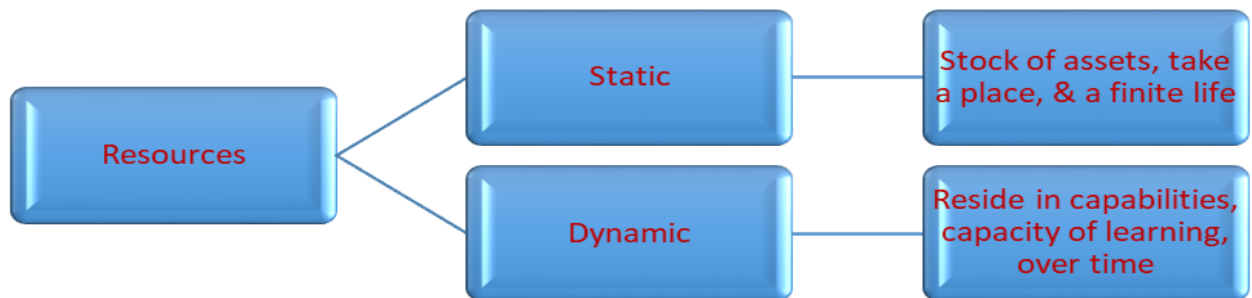 Resources
Static
Stock of assets, take
a place, & a finite life
Dynamic
Reside in capabilities,
capacity of learning,
over time